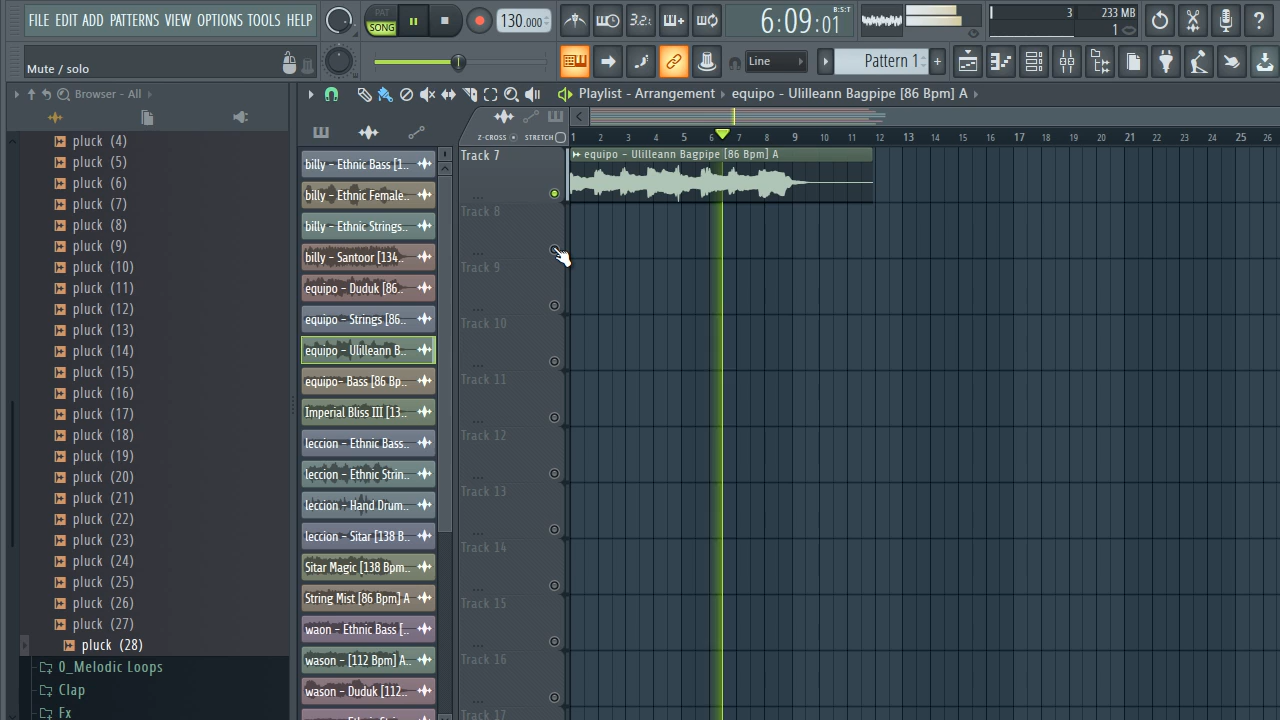 FILE EDIT ADD PATTERNS VIEW OPTIONS TOOLS HELP
PAT
SONG
130.000
3.2..
6:09:01
B:S:T
3
233 MB
1
Mute / solo
Line
Pattern 1
Browser - All
Playlist - Arrangement
equipo - Ulilleann Bagpipe [86 Bpm] A
Z-CROSS
STRETCH
1 2 3 4 5 6 7 8 9 10 11 12 13 14 15 16 17 18 19 20 21 22 23 24 25 26
pluck (4)
pluck (5)
pluck (6)
pluck (7)
pluck (8)
pluck (9)
pluck (10)
pluck (11)
pluck (12)
pluck (13)
pluck (14)
pluck (15)
pluck (16)
pluck (17)
pluck (18)
pluck (19)
pluck (20)
pluck (21)
pluck (22)
pluck (23)
pluck (24)
pluck (25)
pluck (26)
pluck (27)
pluck (28)
0_Melodic Loops
Clap
Fx
billy - Ethnic Bass [1..
billy - Ethnic Female..
billy - Ethnic Strings..
billy - Santoor [134..
equipo - Duduk [86..
equipo - Strings [86..
equipo - Ulilleann B..
equipo- Bass [86 Bp..
Imperial Bliss III [13..
leccion - Ethnic Bass..
leccion - Ethnic Strin..
leccion - Hand Drum..
leccion - Sitar [138 B..
Sitar Magic [138 Bpm..
String Mist [86 Bpm] A
waon - Ethnic Bass [..
wason - [112 Bpm] A..
wason - Duduk [112..
Track 7
equipo - Ulilleann Bagpipe [86 Bpm] A
Track 8
Track 9
Track 10
Track 11
Track 12
Track 13
Track 14
Track 15
Track 16
Track 17